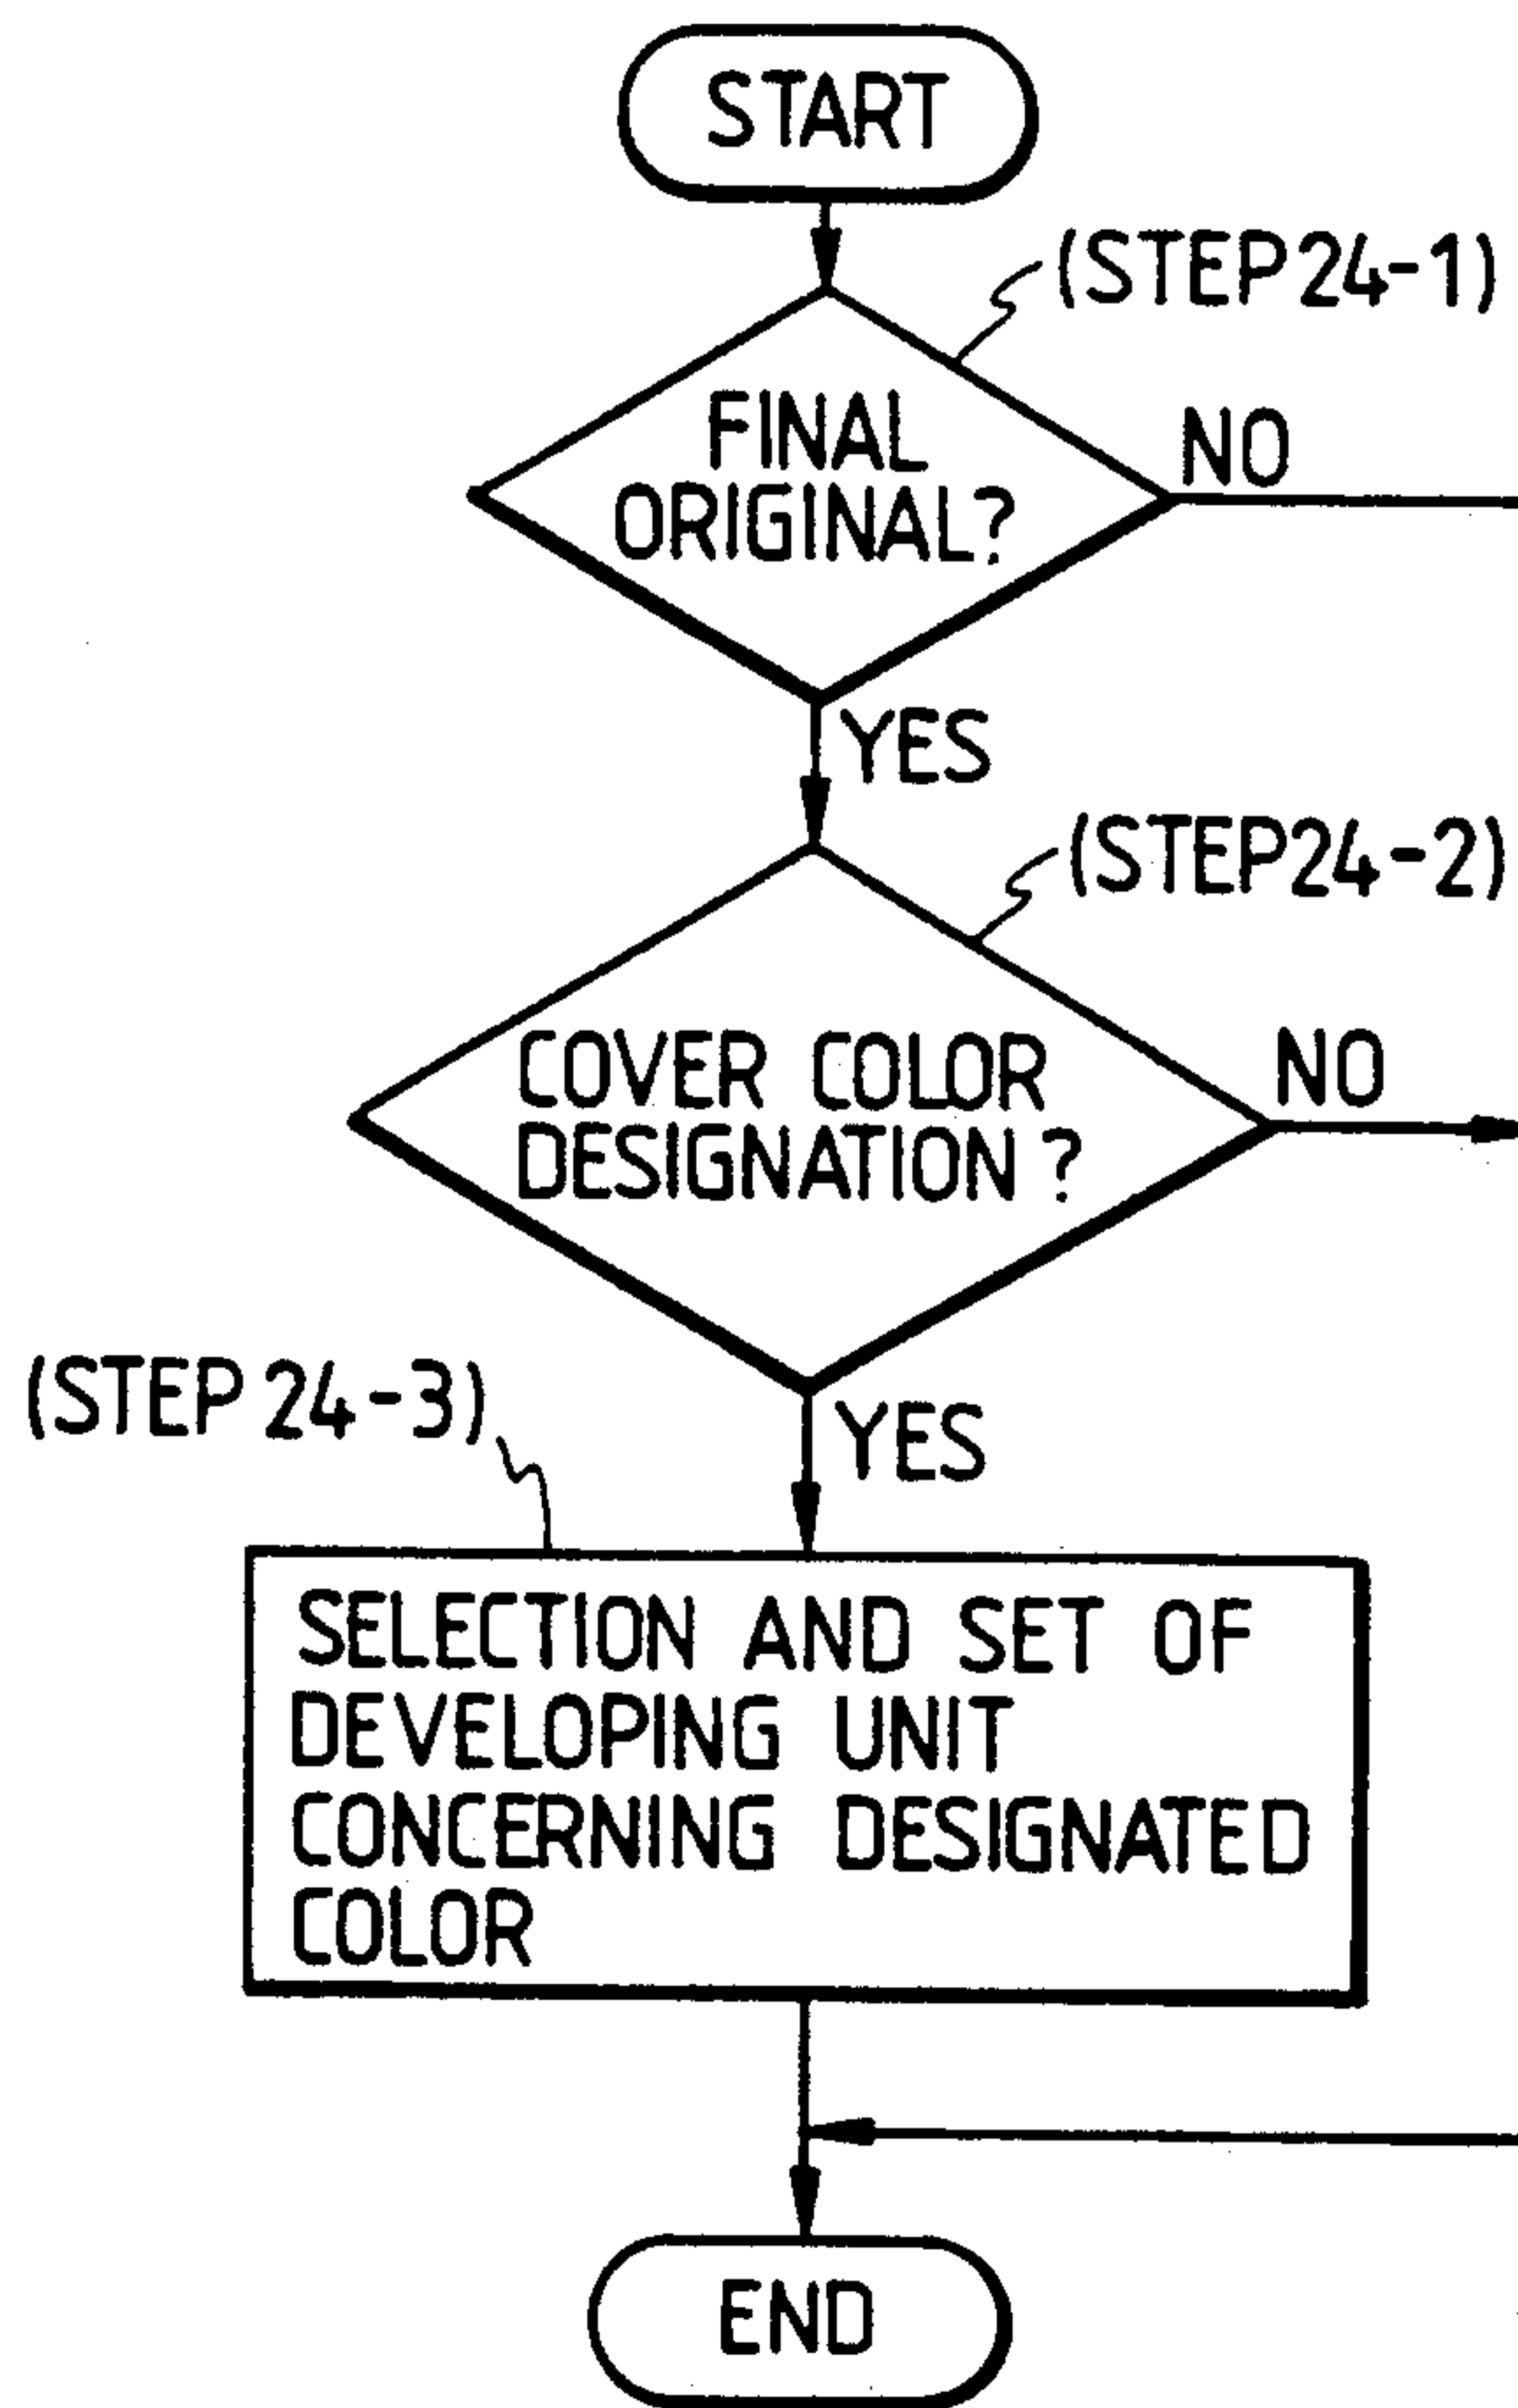 START
(STEP 24-1)
FINAL
ORIGINAL?
NO
YES
(STEP 24-2)
COVER COLOR
DESIGNATION?
NO
(STEP 24-3)
YES
SELECTION AND SET OF
DEVELOPING UNIT
CONCERNING DESIGNATED
COLOR
END